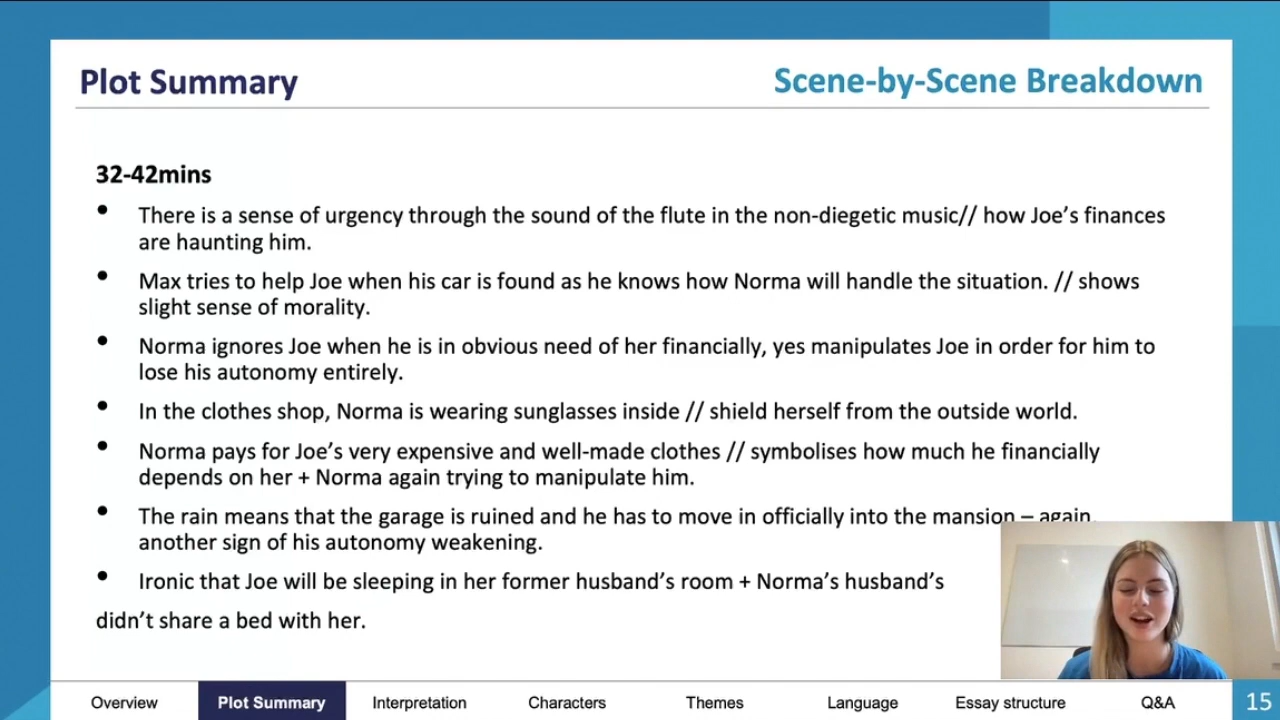 Plot Summary
Scene-by-Scene Breakdown
32-42mins
• There is a sense of urgency through the sound of the flute in the non-diegetic music// how Joe’s finances
are haunting him.
• Max tries to help Joe when his car is found as he knows how Norma will handle the situation. // shows
slight sense of morality.
• Norma ignores Joe when he is in obvious need of her financially, yes manipulates Joe in order for him to
lose his autonomy entirely.
• In the clothes shop, Norma is wearing sunglasses inside // shield herself from the outside world.
• Norma pays for Joe’s very expensive and well-made clothes // symbolises how much he financially
depends on her + Norma again trying to manipulate him.
• The rain means that the garage is ruined and he has to move in officially into the mansion – again,
another sign of his autonomy weakening.
• Ironic that Joe will be sleeping in her former husband’s room + Norma’s husband’s
didn’t share a bed with her.
Overview
Plot Summary
Interpretation
Characters
Themes
Language
Essay structure
Q&A
15